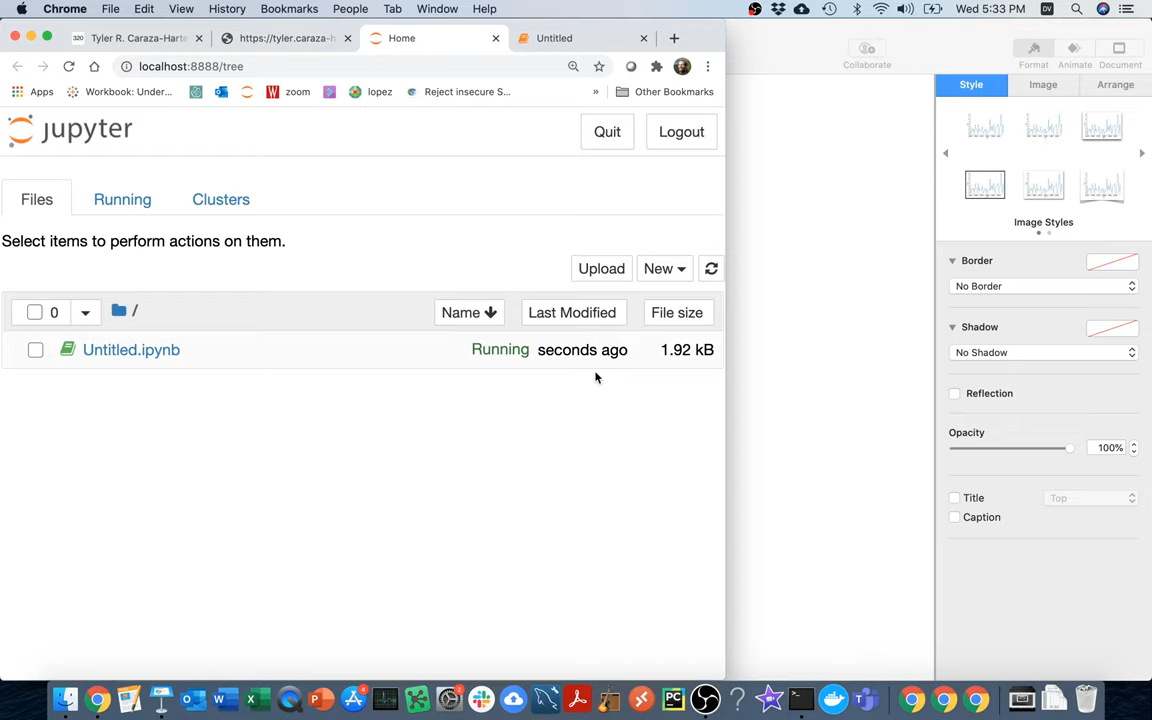 Chrome File Edit View History Bookmarks People Tab Window Help Wed 5:33 PM DV
320 Tyler R. Caraza-Harte
https://tyler.caraza-h
Home
Untitled
Collaborate
Format Animate Document
localhost:8888/tree
Apps Workbook: Under... W zoom lopez Reject insecure S... » Other Bookmarks
Style Image Arrange
jupyter
Quit Logout
Files Running Clusters
Image Styles
Select items to perform actions on them.
Upload New
Border
No Border
0 / Name Last Modified File size
Shadow
No Shadow
Untitled.ipynb Running seconds ago 1.92 kB
Reflection
Opacity
100%
Title Top
Caption